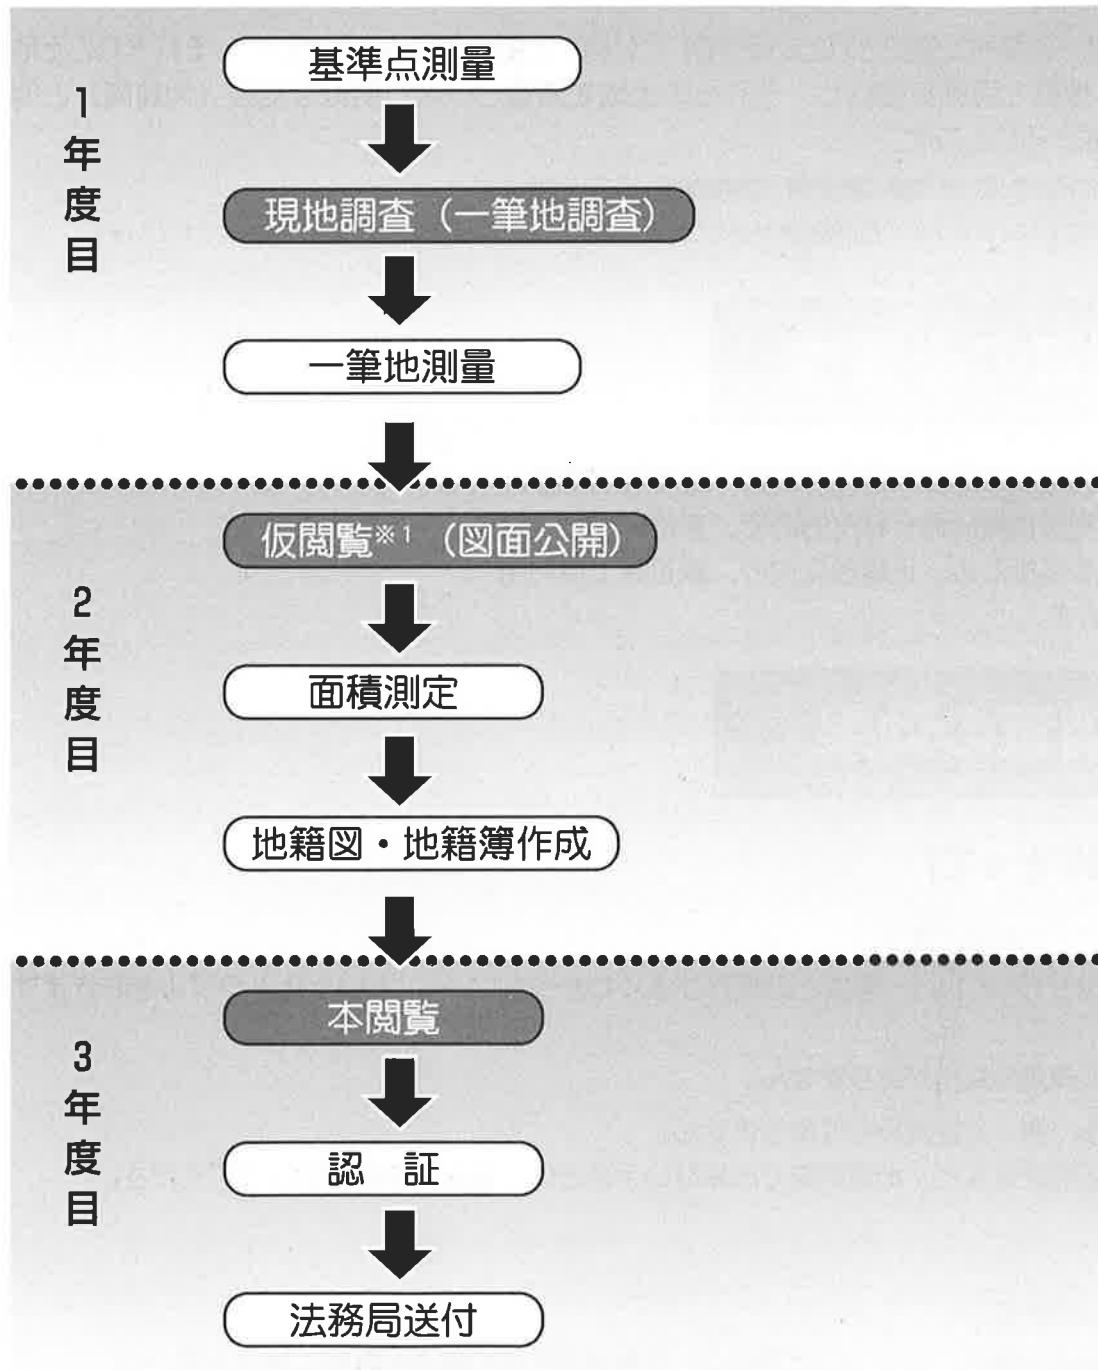 1年度目
基準点測量
現地調査（一筆地調査）
一筆地測量
2年度目
仮閲覧※1（図面公開）
面積測定
地籍図・地籍簿作成
3年度目
本閲覧
認　証
法務局送付